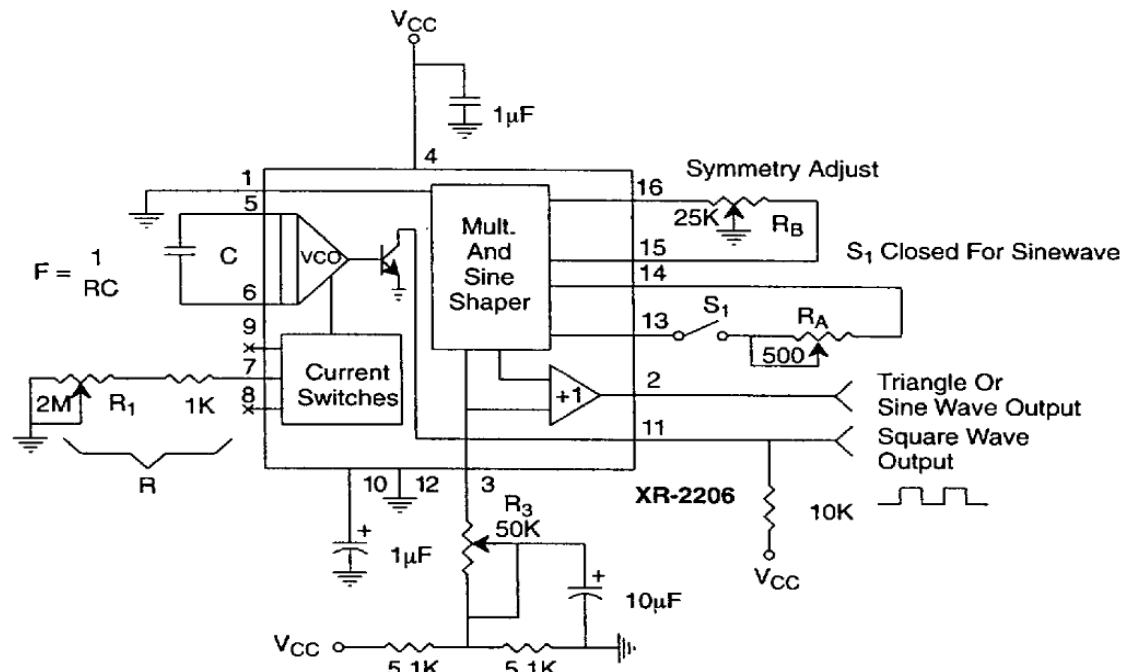 VCC
1μF
4
1
16
Symmetry Adjust
5
25K
RB
Mult.
And
Sine
Shaper
15
S1 Closed For Sinewave
F = 1
RC
C
VCO
14
6
S1
13
RA
9
500
7
Current
Switches
2M
R1
1K
8
+1
2
Triangle Or
Sine Wave Output
11
Square Wave
Output
R
10
12
3
XR-2206
R3
50K
10K
1μF
+
+
10μF
VCC
VCC
5.1K
5.1K